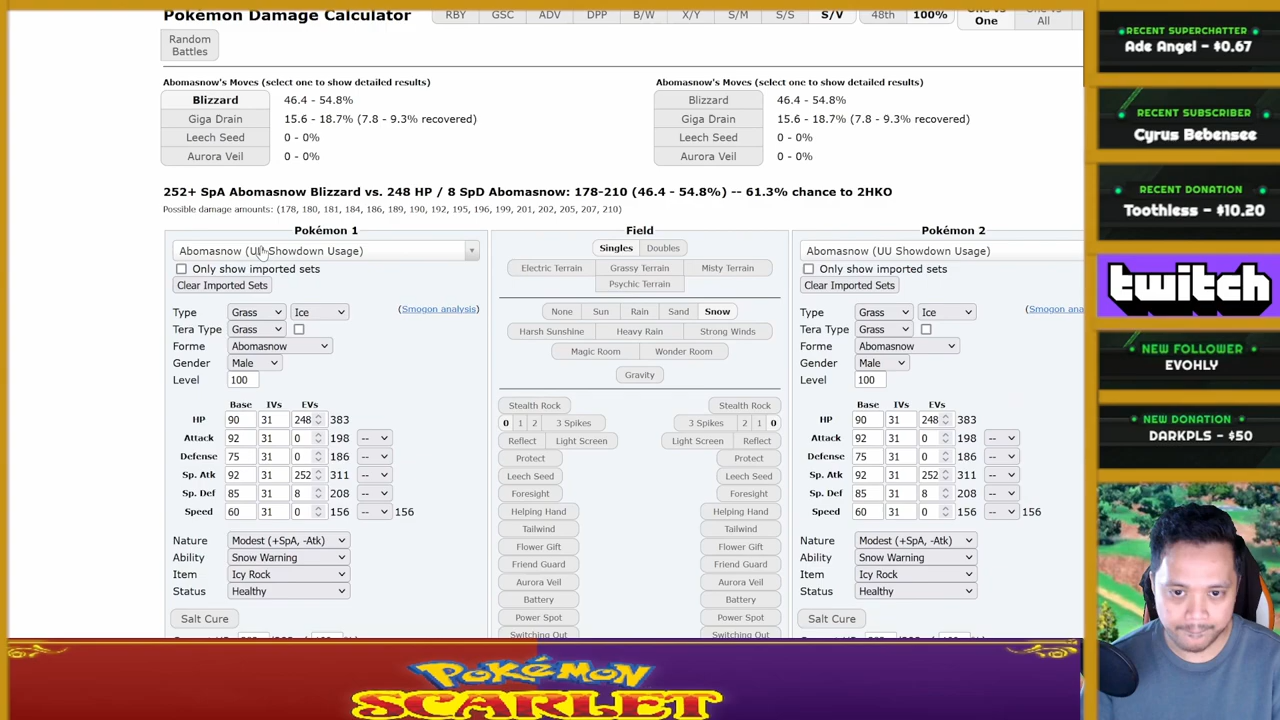 Pokémon Damage Calculator
RBY GSC ADV DPP B/W X/Y S/M S/S S/V 48th 100% One
One All
Random
Battles
Abomasnow's Moves (select one to show detailed results)
Blizzard 46.4 - 54.8%
Giga Drain 15.6 - 18.7% (7.8 - 9.3% recovered)
Leech Seed 0 - 0%
Aurora Veil 0 - 0%
Abomasnow's Moves (select one to show detailed results)
Blizzard 46.4 - 54.8%
Giga Drain 15.6 - 18.7% (7.8 - 9.3% recovered)
Leech Seed 0 - 0%
Aurora Veil 0 - 0%
252+ SpA Abomasnow Blizzard vs. 248 HP / 8 SpD Abomasnow: 178-210 (46.4 - 54.8%) -- 61.3% chance to 2HKO
Possible damage amounts: (178, 180, 181, 184, 186, 189, 190, 192, 195, 196, 199, 201, 202, 205, 207, 210)
Pokémon 1
Abomasnow (UU Showdown Usage)
Only show imported sets
Clear Imported Sets
Type Grass Ice (Smogon analysis)
Tera Type Grass
Forme Abomasnow
Gender Male
Level 100
Base IVs EVs
HP 90 31 248 383
Attack 92 31 0 198 --
Defense 75 31 0 186 --
Sp. Atk 92 31 252 311 --
Sp. Def 85 31 8 208 --
Speed 60 31 0 156 -- 156
Nature Modest (+SpA, -Atk)
Ability Snow Warning
Item Icy Rock
Status Healthy
Salt Cure
Field
Singles Doubles
Electric Terrain Grassy Terrain Misty Terrain
Psychic Terrain
None Sun Rain Sand Snow
Harsh Sunshine Heavy Rain Strong Winds
Magic Room Wonder Room
Gravity
Stealth Rock Stealth Rock
0 1 2 3 Spikes 3 Spikes 2 1 0
Reflect Light Screen Light Screen Reflect
Protect Protect
Leech Seed Leech Seed
Foresight Foresight
Helping Hand Helping Hand
Tailwind Tailwind
Flower Gift Flower Gift
Friend Guard Friend Guard
Aurora Veil Aurora Veil
Battery Battery
Power Spot Power Spot
Switching Out Switching Out
Pokémon 2
Abomasnow (UU Showdown Usage)
Only show imported sets
Clear Imported Sets
Type Grass Ice (Smogon ana
Tera Type Grass
Forme Abomasnow
Gender Male
Level 100
Base IVs EVs
HP 90 31 248 383
Attack 92 31 0 198 --
Defense 75 31 0 186 --
Sp. Atk 92 31 252 311 --
Sp. Def 85 31 8 208 --
Speed 60 31 0 156 -- 156
Nature Modest (+SpA, -Atk)
Ability Snow Warning
Item Icy Rock
Status Healthy
Salt Cure
RECENT SUPERCHATTER
Ade Angel - $0.67
RECENT SUBSCRIBER
Cyrus Bebensee
RECENT DONATION
Toothless - $10.20
twitch
NEW FOLLOWER
EVOHLY
NEW DONATION
DARKPLS - $50
POKéMON
SCARLET